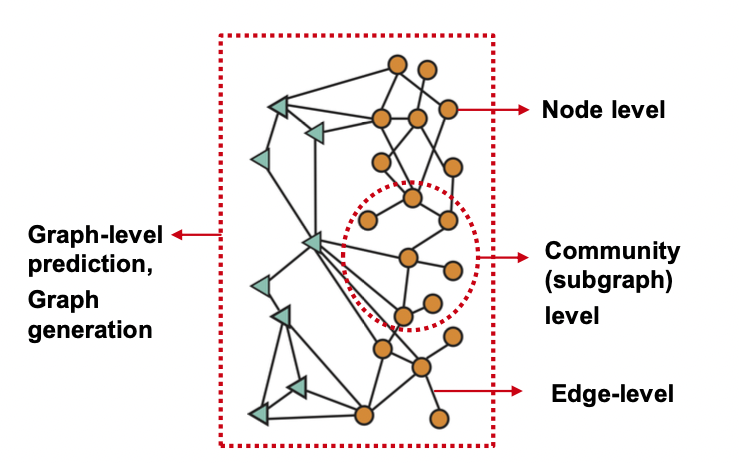 Node level
Graph-level
prediction,
Graph
generation
Community
(subgraph)
level
Edge-level